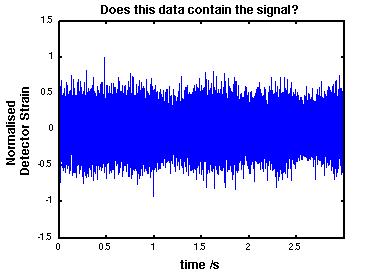 Does this data contain the signal?
1.5
1
0.5
0
-0.5
-1
-1.5
Normalised
Detector Strain
0 0.5 1 1.5 2 2.5
time /s